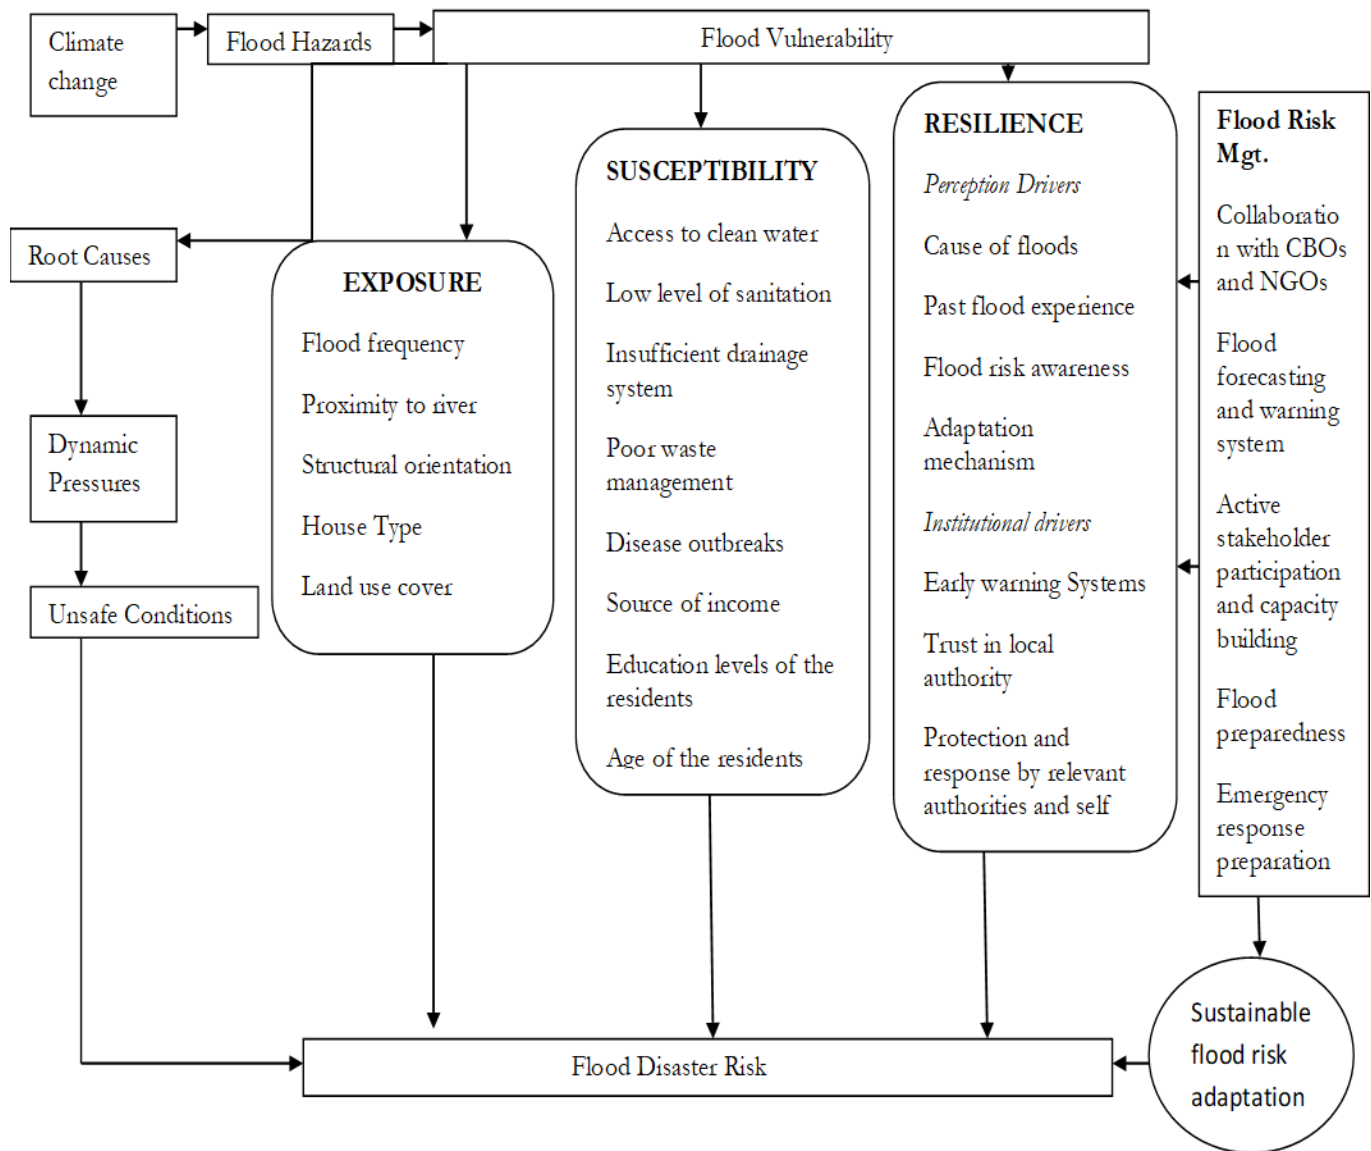 Climate
change
Flood Hazards
Flood Vulnerability
Root Causes
Dynamic
Pressures
Unsafe Conditions
EXPOSURE
Flood frequency
Proximity to river
Structural orientation
House Type
Land use cover
SUSCEPTIBILITY
Access to clean water
Low level of sanitation
Insufficient drainage
system
Poor waste
management
Disease outbreaks
Source of income
Education levels of the
residents
Age of the residents
RESILIENCE
Perception Drivers
Cause of floods
Past flood experience
Flood risk awareness
Adaptation
mechanism
Institutional drivers
Early warning Systems
Trust in local
authority
Protection and
response by relevant
authorities and self
Flood Risk
Mgt.
Collaboratio
n with CBOs
and NGOs
Flood
forecasting
and warning
system
Active
stakeholder
participation
and capacity
building
Flood
preparedness
Emergency
response
preparation
Sustainable
flood risk
adaptation
Flood Disaster Risk